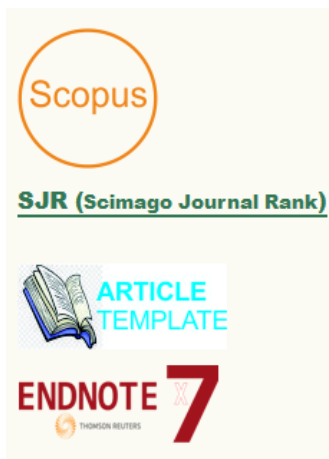 Scopus
SJR (Scimago Journal Rank)
ARTICLE
TEMPLATE
ENDNOTE X7
THOMSON REUTERS